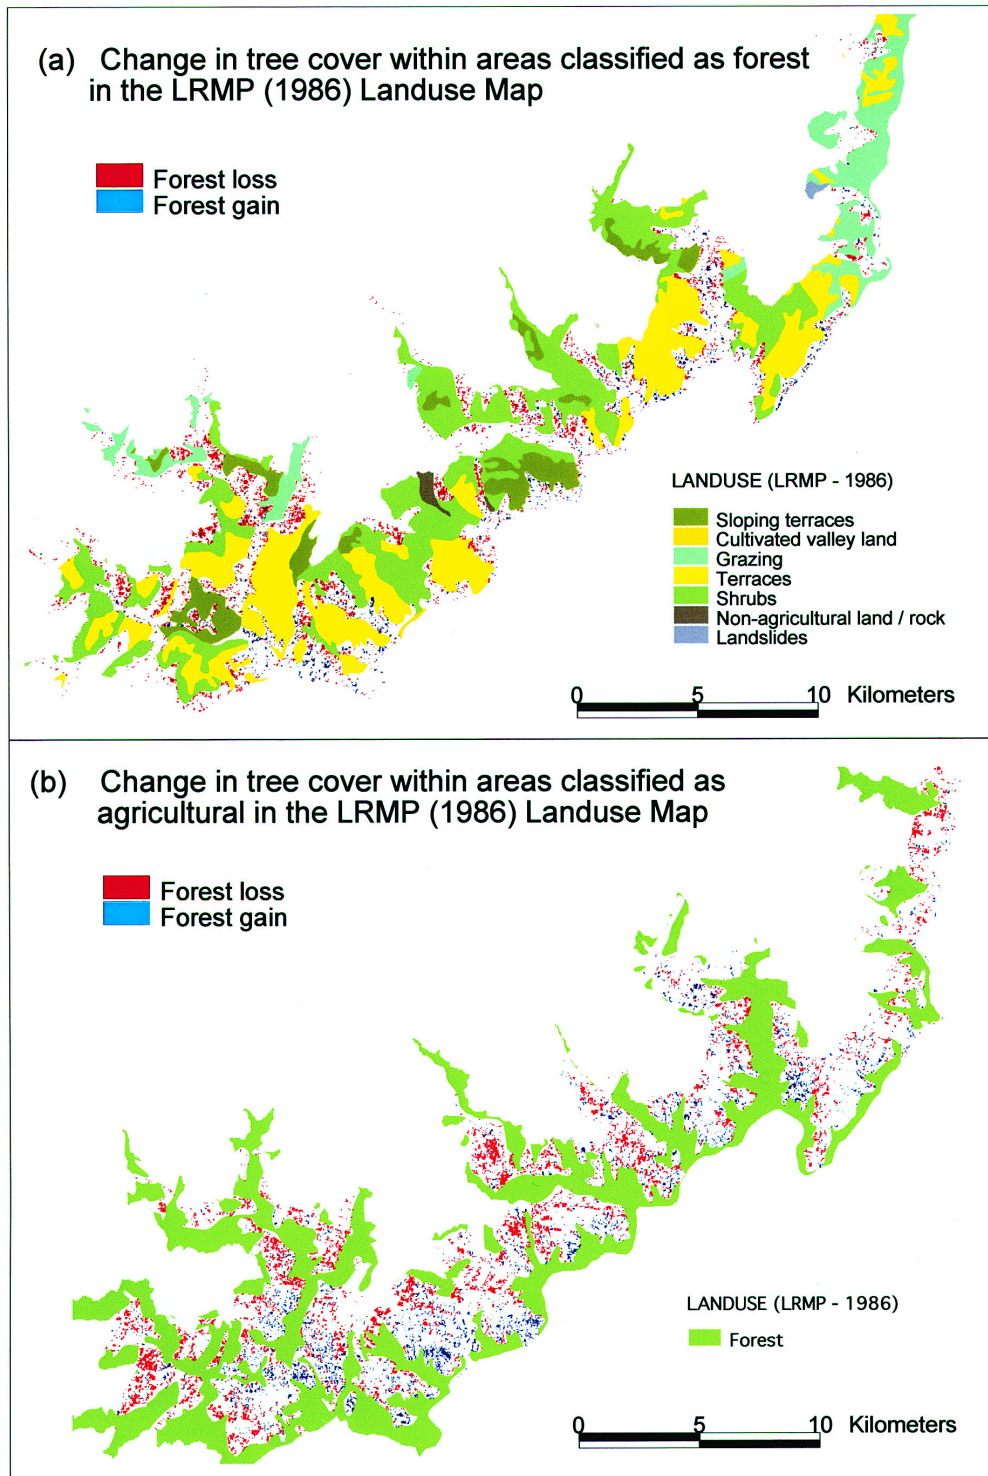 (a) Change in tree cover within areas classified as forest
in the LRMP (1986) Landuse Map
Forest loss
Forest gain
LANDUSE (LRMP - 1986)
Sloping terraces
Cultivated valley land
Grazing
Terraces
Shrubs
Non-agricultural land / rock
Landslides
0 5 10 Kilometers
(b) Change in tree cover within areas classified as
agricultural in the LRMP (1986) Landuse Map
Forest loss
Forest gain
LANDUSE (LRMP - 1986)
Forest
0 5 10 Kilometers